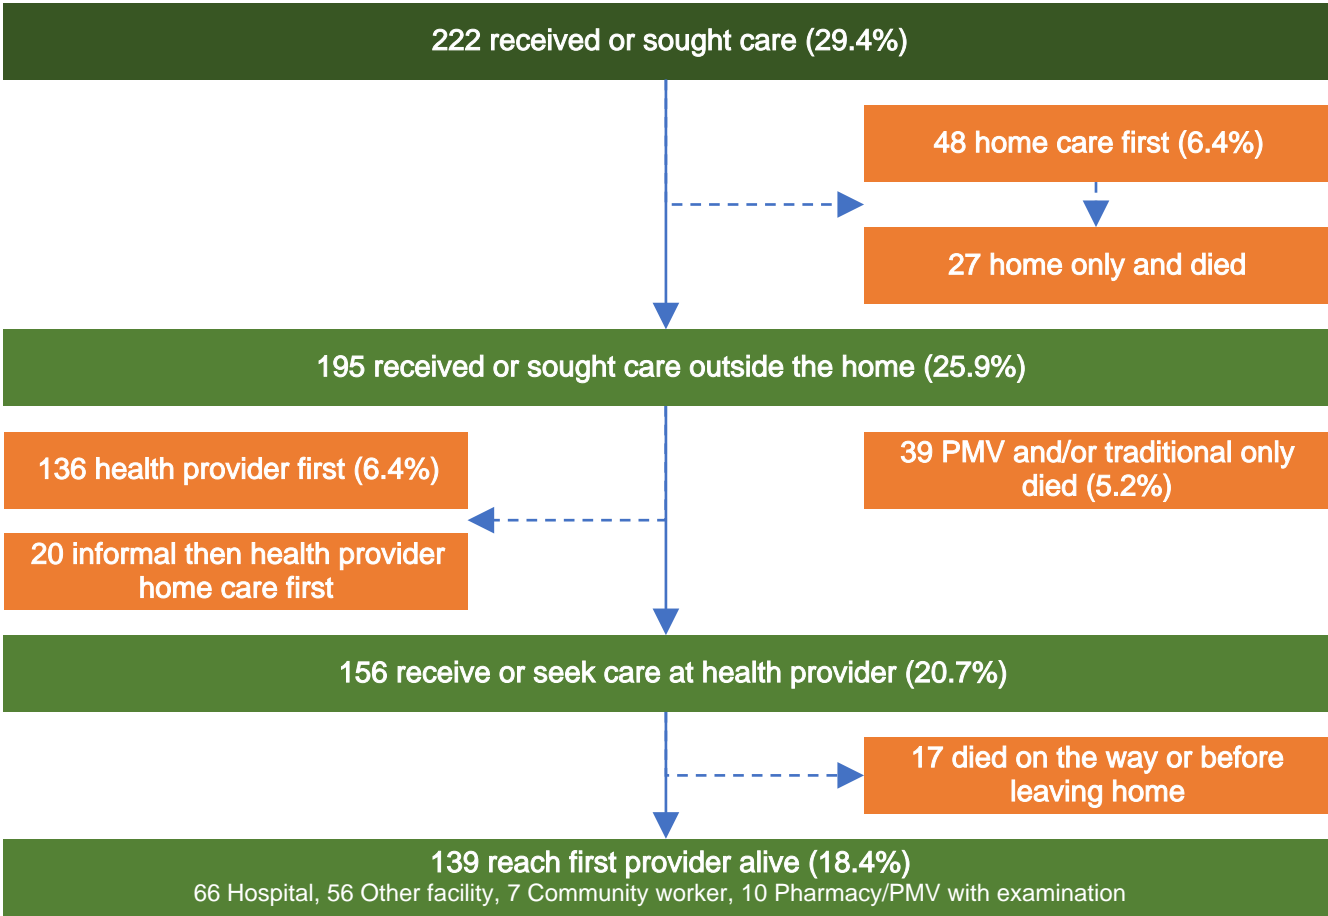 222 received or sought care (29.4%)
48 home care first (6.4%)
27 home only and died
195 received or sought care outside the home (25.9%)
136 health provider first (6.4%)
39 PMV and/or traditional only
died (5.2%)
20 informal then health provider
home care first
156 receive or seek care at health provider (20.7%)
17 died on the way or before
leaving home
139 reach first provider alive (18.4%)
66 Hospital, 56 Other facility, 7 Community worker, 10 Pharmacy/PMV with examination